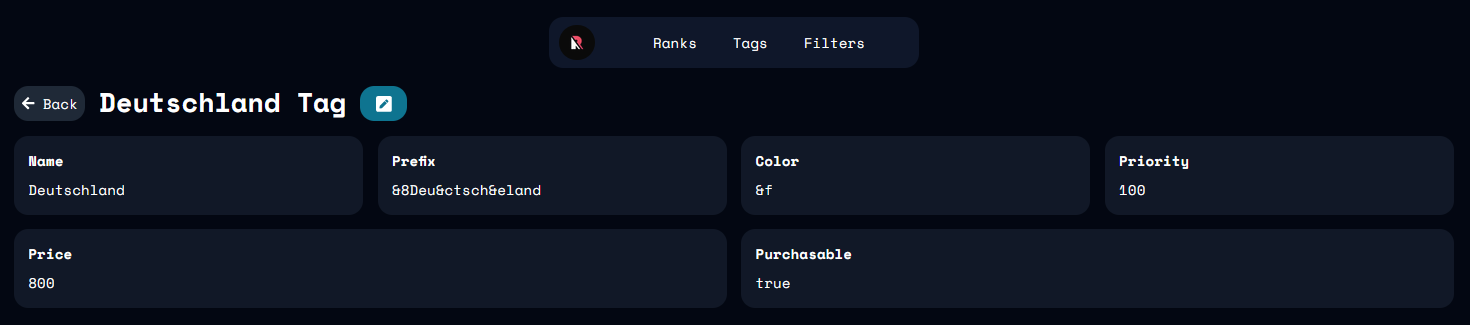 Ranks Tags Filters
Back Deutschland Tag
Name Prefix Color Priority
Deutschland &8Deu&ctsch&eland &f 100
Price Purchasable
800 true